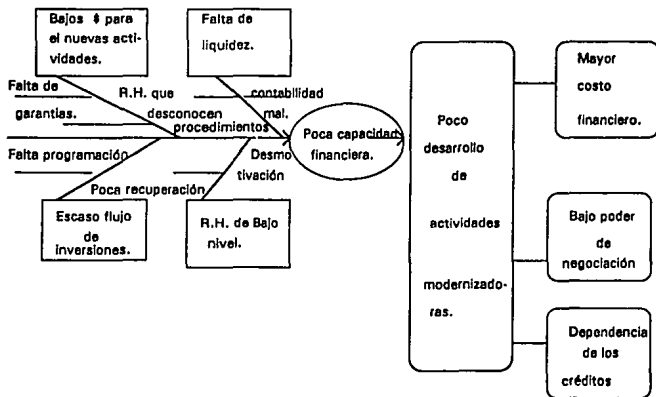 Bajos $ para
el nuevas acti-
vidades.
Falta de
liquidez.
Falta de
garantias.
R.H. que
desconocen
procedimientos
contabilidad
mal.
Falta programación
Poca recuperación
Desmo
tivación
Escaso flujo
de
inversiones.
R.H. de Bajo
nivel.
Poca capacidad
financiera.
Poco
desarrollo
de
actividades
modernizado-
ras.
Mayor
costo
financiero.
Bajo poder
de
negociación
Dependencia
de los
créditos